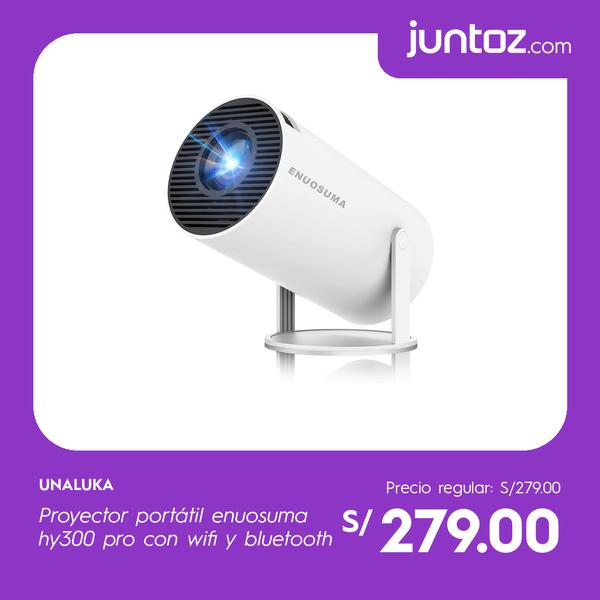 juntoz.com
ENUOSUMA
UNALUKA
Proyector portátil enuosuma
hy300 pro con wifi y bluetooth
Precio regular: S/279.00
S/279.00